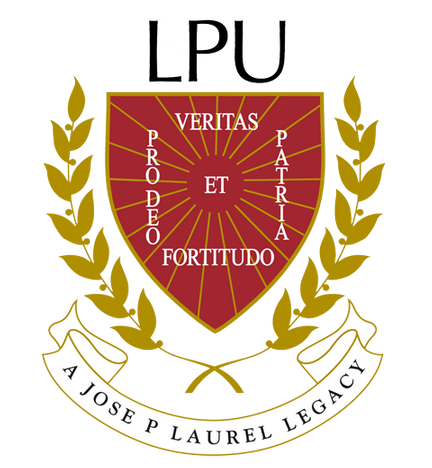 LPU
VERITAS
PRO DEO
ET
PATRIA
FORTITUDO
A JOSE P LAUREL LEGACY